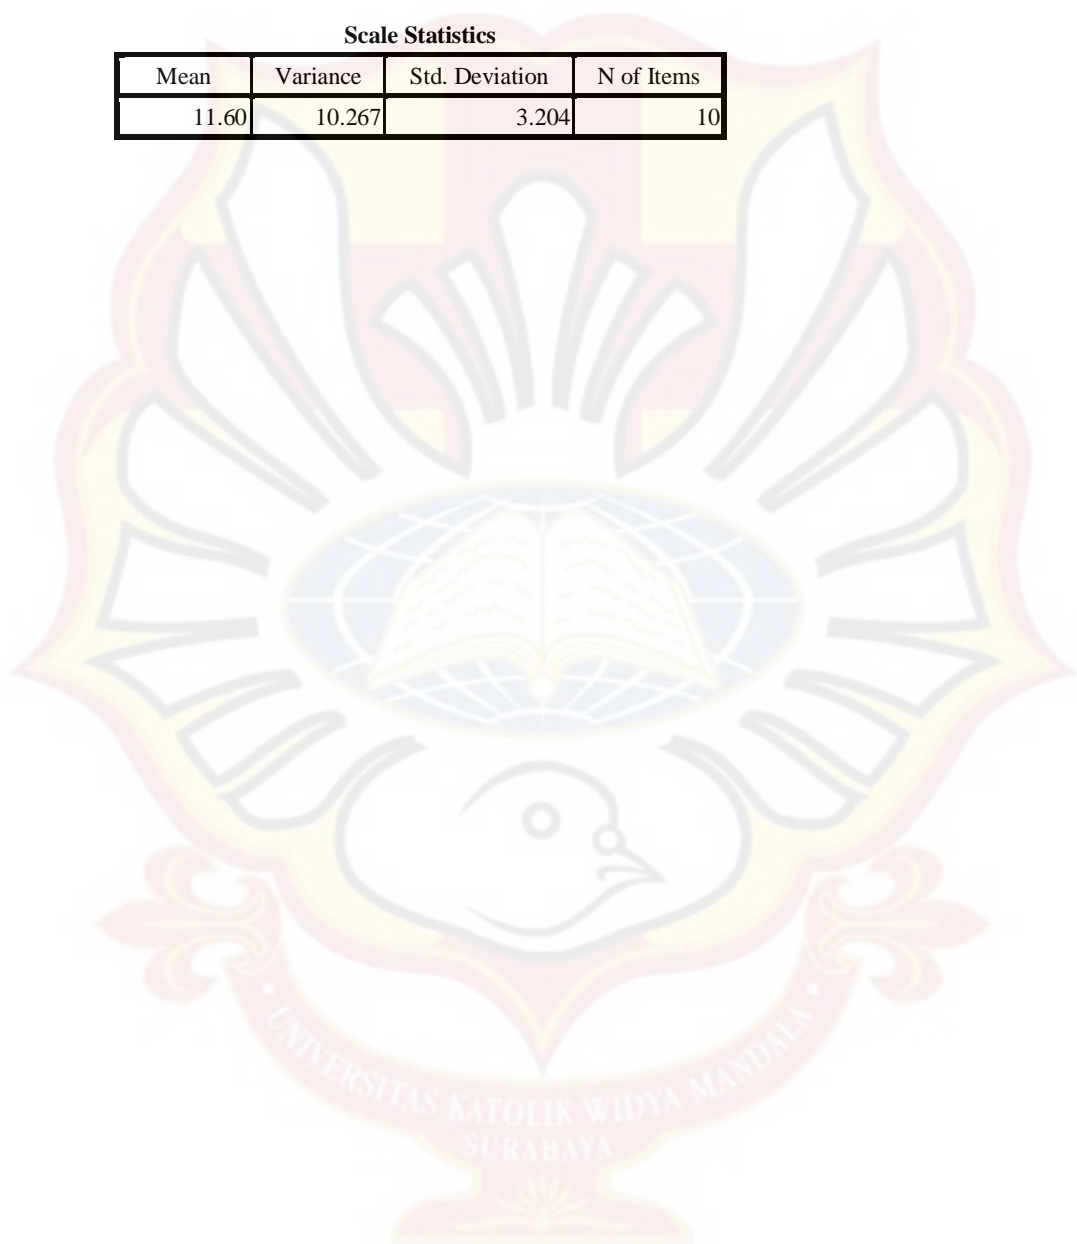 Scale Statistics
Mean Variance Std. Deviation N of Items
11.60 10.267 3.204 10
UNIVERSITAS KATOLIK WIDYA MANDALA
SURABAYA